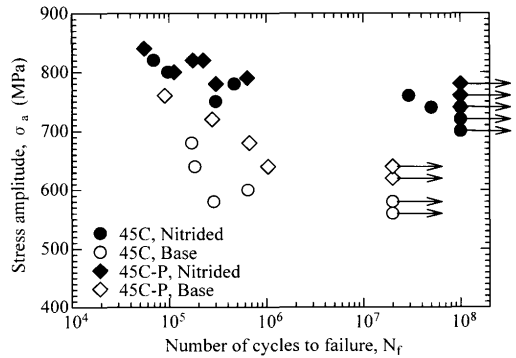 900
800
700
600
500
400
Stress amplitude, σa (MPa)
45C, Nitrided
45C, Base
45C-P, Nitrided
45C-P, Base
10^4 10^5 10^6 10^7 10^8
Number of cycles to failure, Nf